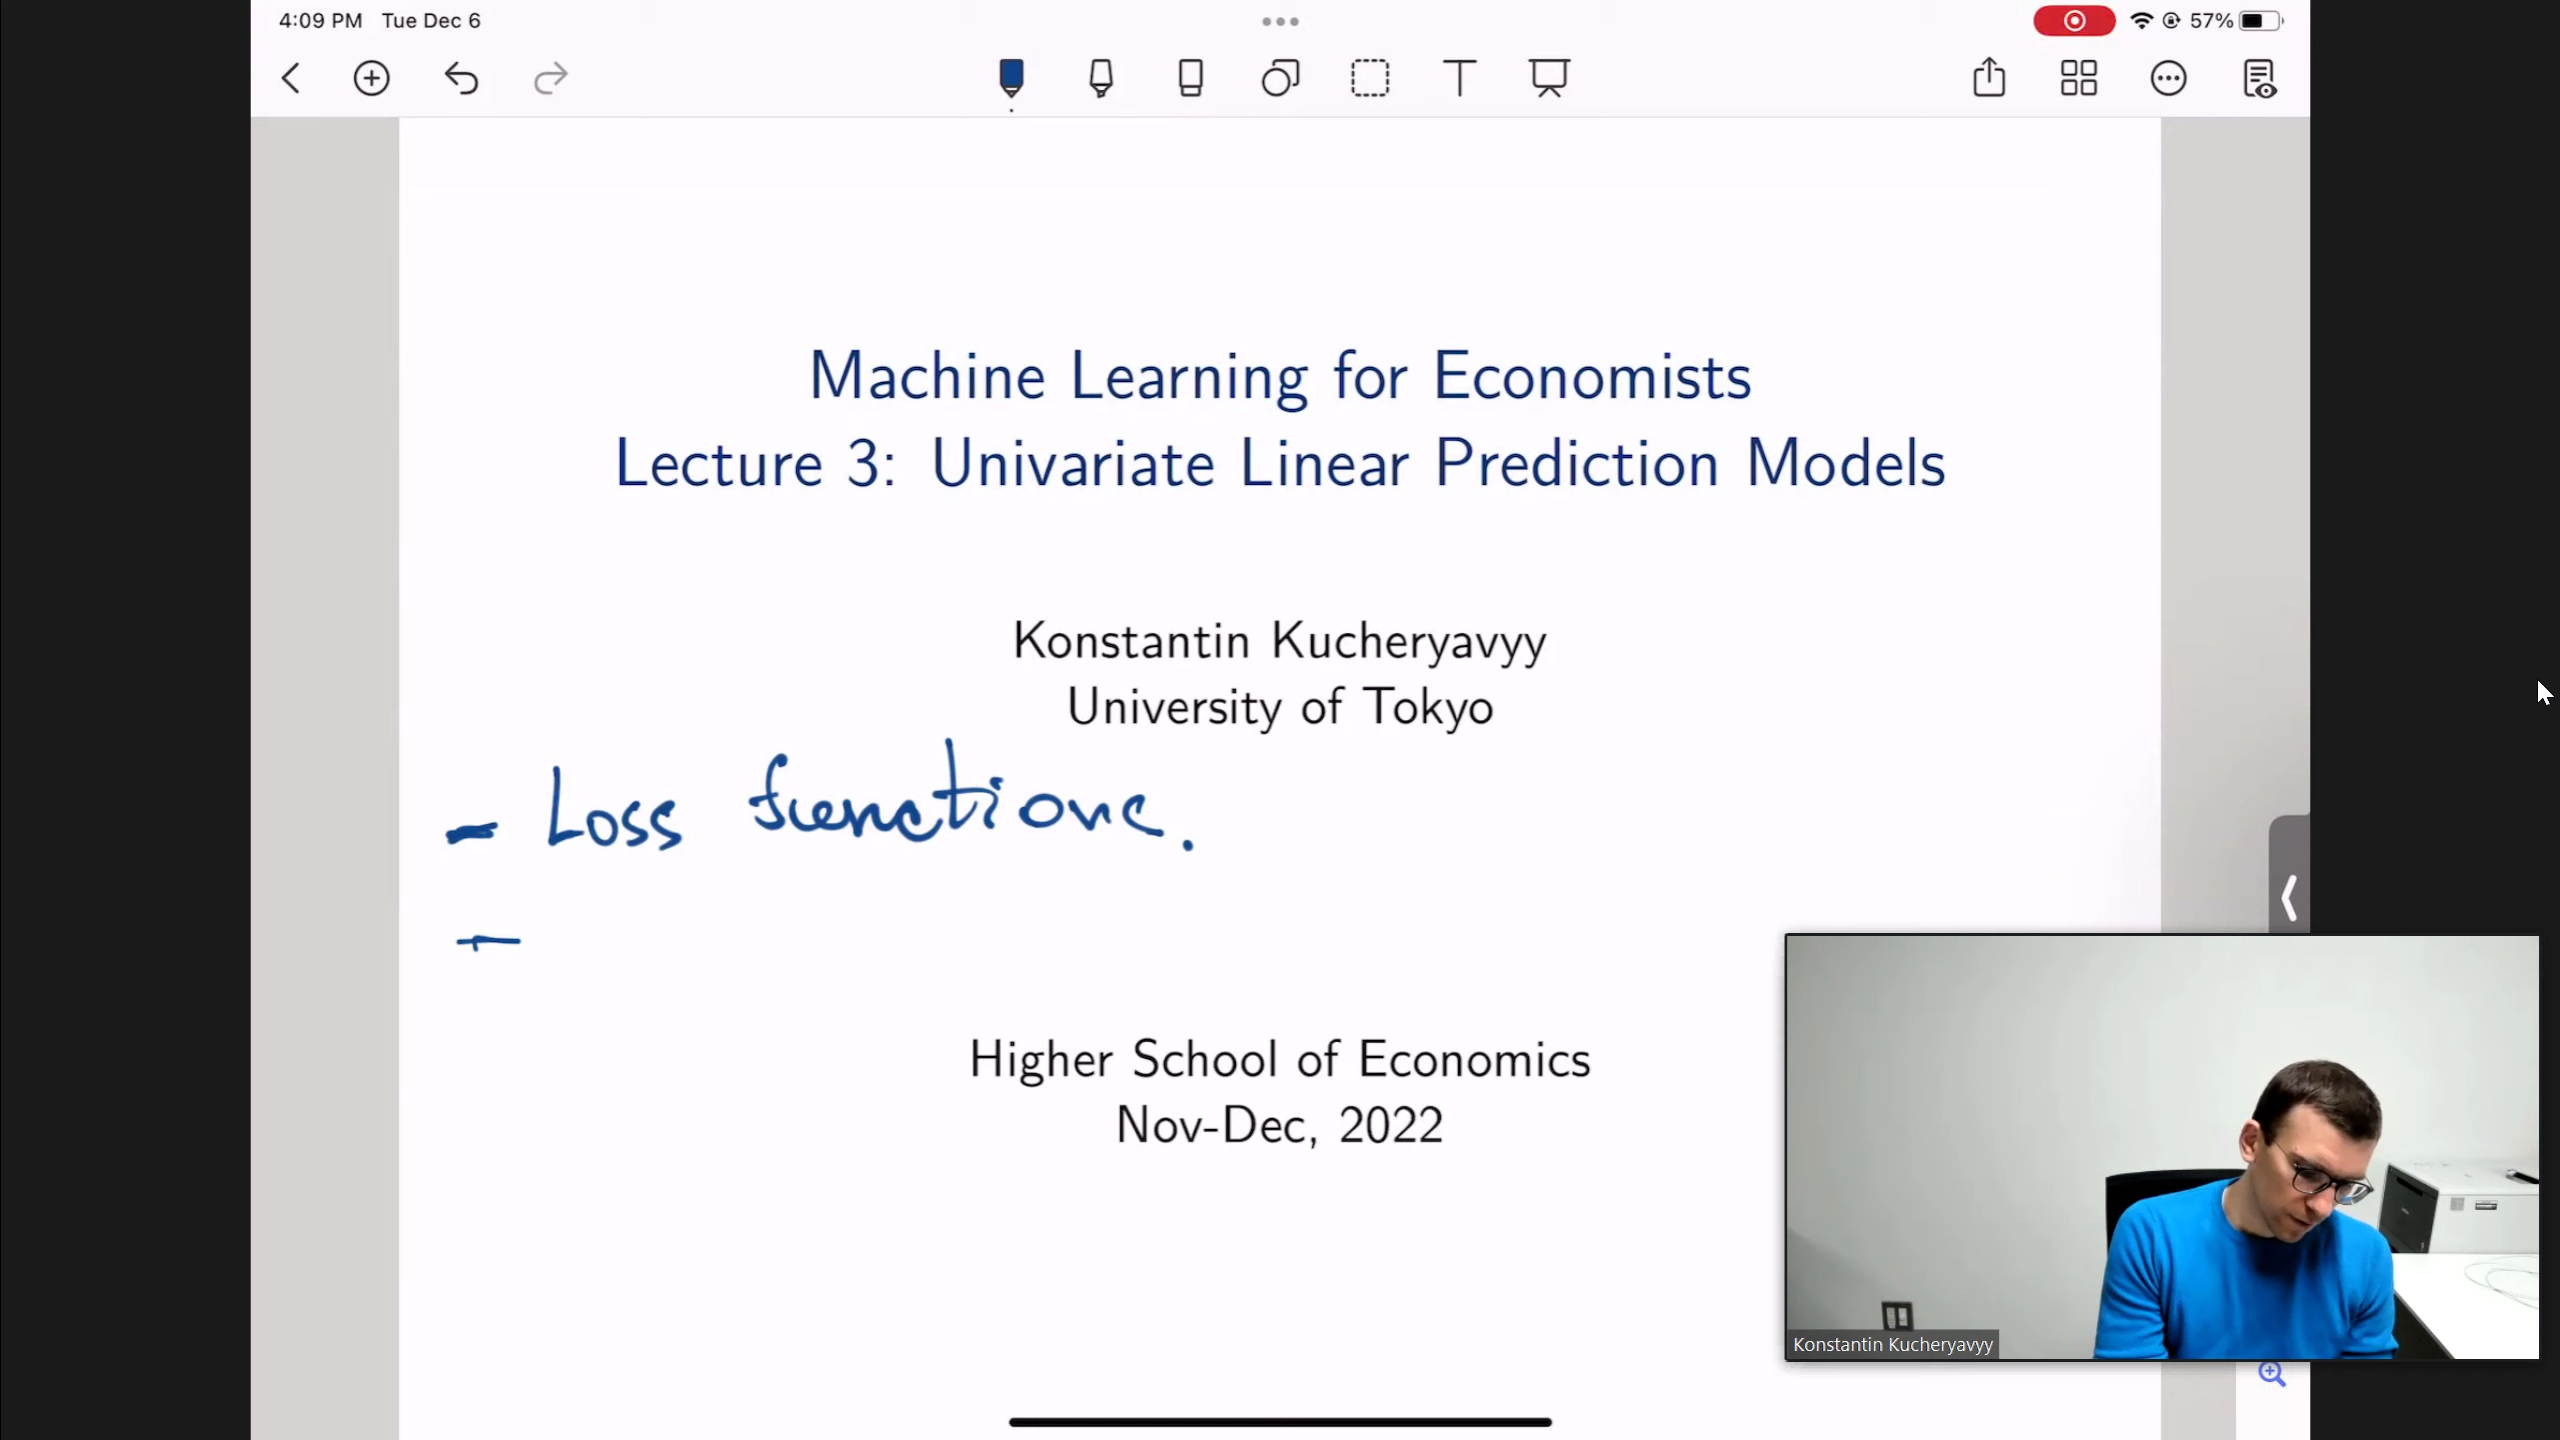 4:09 PM Tue Dec 6
57%
Machine Learning for Economists
Lecture 3: Univariate Linear Prediction Models
Konstantin Kucheryavyy
University of Tokyo
- Loss functions.
-
Higher School of Economics
Nov-Dec, 2022
Konstantin Kucheryavyy